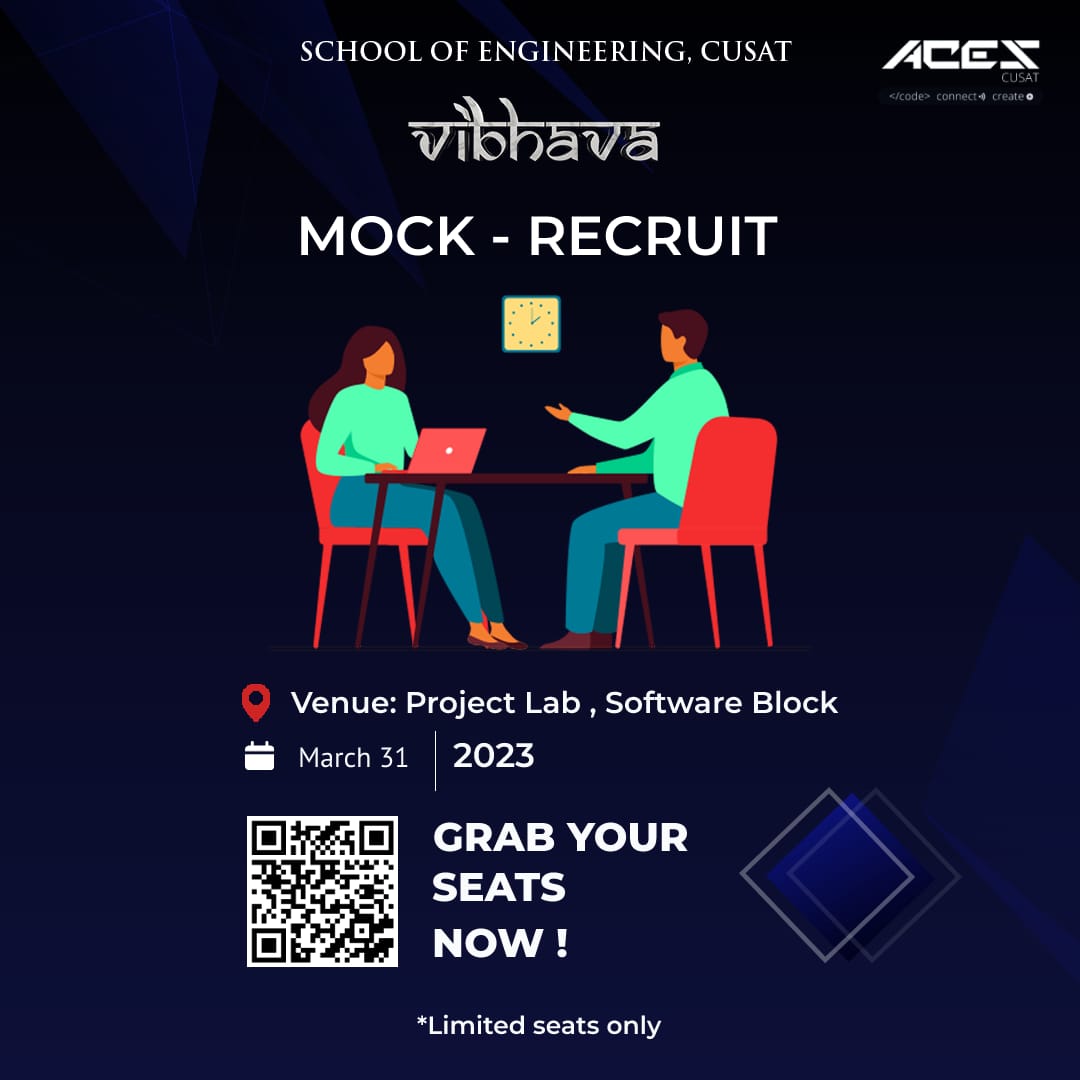 SCHOOL OF ENGINEERING, CUSAT
ACES
CUSAT
</code> connect create
vibhava
MOCK - RECRUIT
Venue: Project Lab , Software Block
March 31 2023
GRAB YOUR
SEATS
NOW !
*Limited seats only